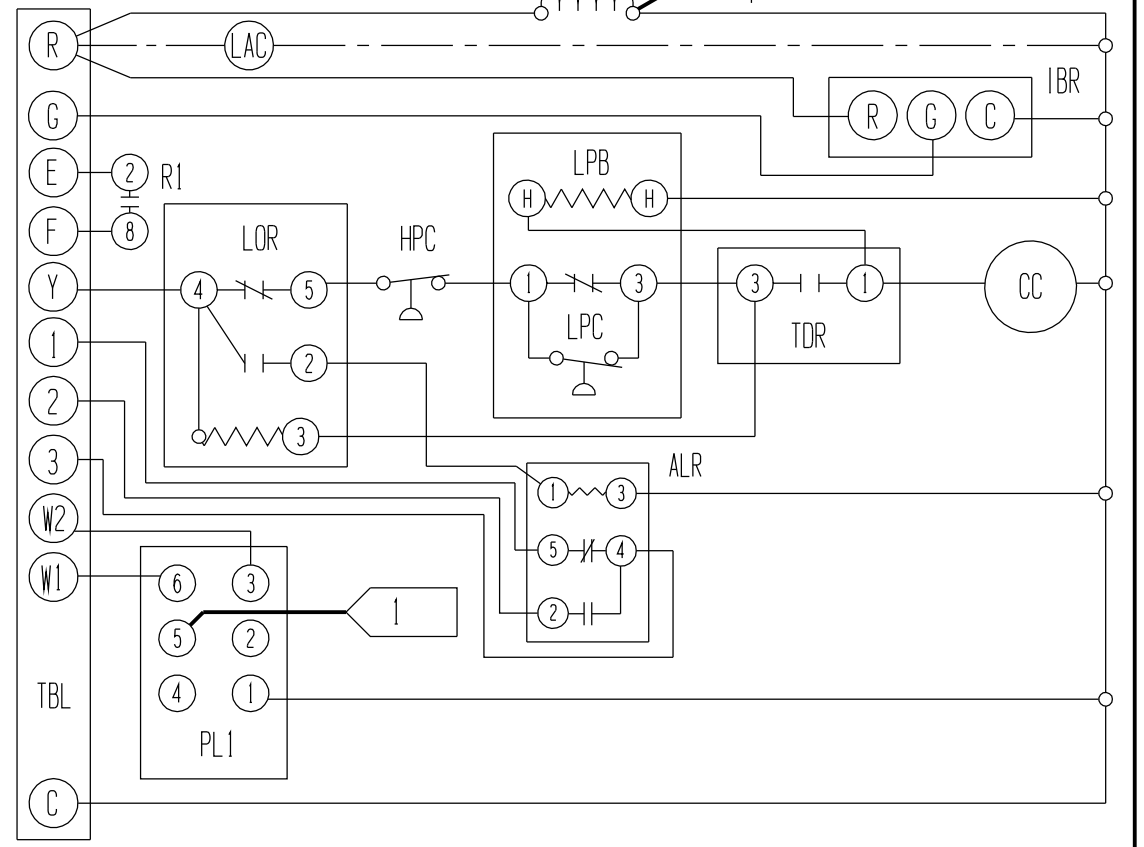 R
LAC
IBR
G
R G C
E
2
R1
LPB
H H
F
8
LOR
HPC
Y
4 5
1 3
3 1
CC
1
LPC
TDR
2
2
3
3
ALR
1 3
W2
5 4
W1
6 3
1
2
5 2
TBL
4 1
PL1
C